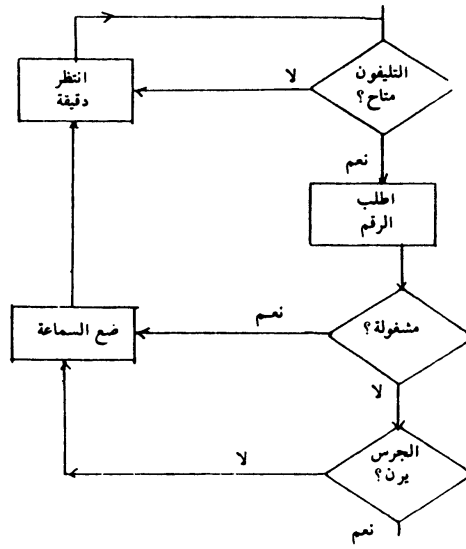 التليفون
متاح؟
لا
انتظر
دقيقة
نعم
اطلب
الرقم
مشغولة؟
نعم
ضع السماعة
لا
الجرس
يرن؟
لا
نعم